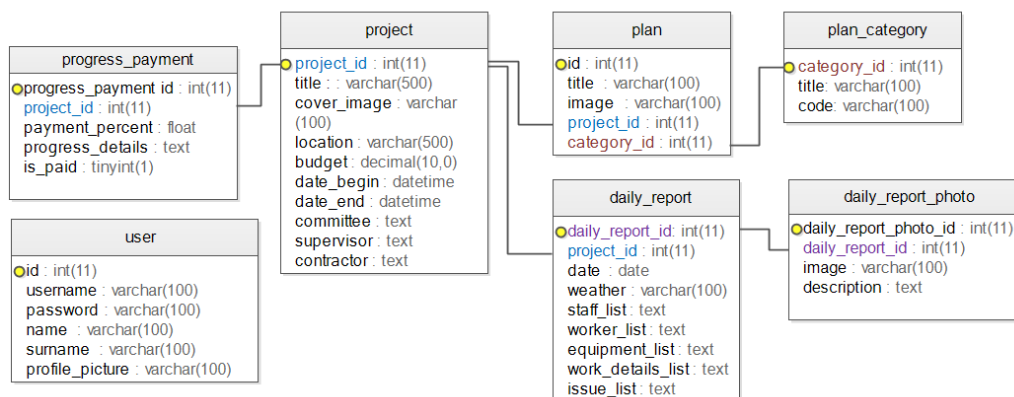 progress_payment
progress_payment id : int(11)
project_id : int(11)
payment_percent : float
progress_details : text
is_paid : tinyint(1)
user
id : int(11)
username : varchar(100)
password : varchar(100)
name : varchar(100)
surname : varchar(100)
profile_picture : varchar(100)
project
project_id : int(11)
title : : varchar(500)
cover_image : varchar
(100)
location : varchar(500)
budget : decimal(10,0)
date_begin : datetime
date_end : datetime
committee : text
supervisor : text
contractor : text
plan
id : int(11)
title : varchar(100)
image : varchar(100)
project_id : int(11)
category_id : int(11)
plan_category
category_id : int(11)
title: varchar(100)
code: varchar(100)
daily_report
daily_report_id: int(11)
project_id : int(11)
date : date
weather : varchar(100)
staff_list : text
worker_list : text
equipment_list : text
work_details_list : text
issue_list : text
daily_report_photo
daily_report_photo_id : int(11)
daily_report_id : int(11)
image : varchar(100)
description : text